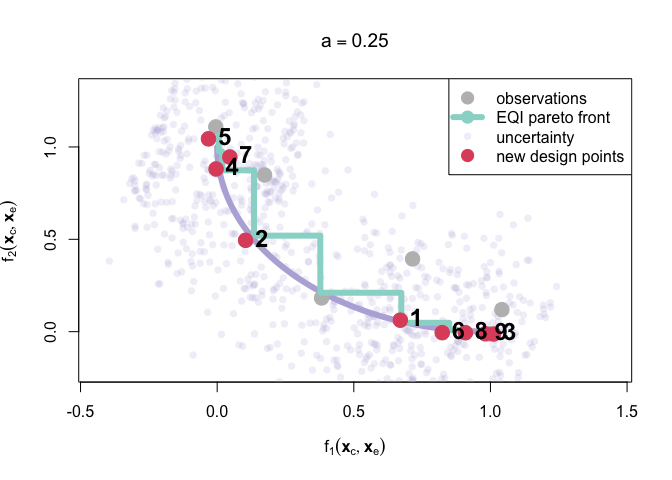 a = 0.25
observations
EQI pareto front
uncertainty
new design points
5
7
4
2
1
6
8
9
3
f2(xc, xe)
0.0
0.5
1.0
-0.5
0.0
0.5
1.0
1.5
f1(xc, xe)